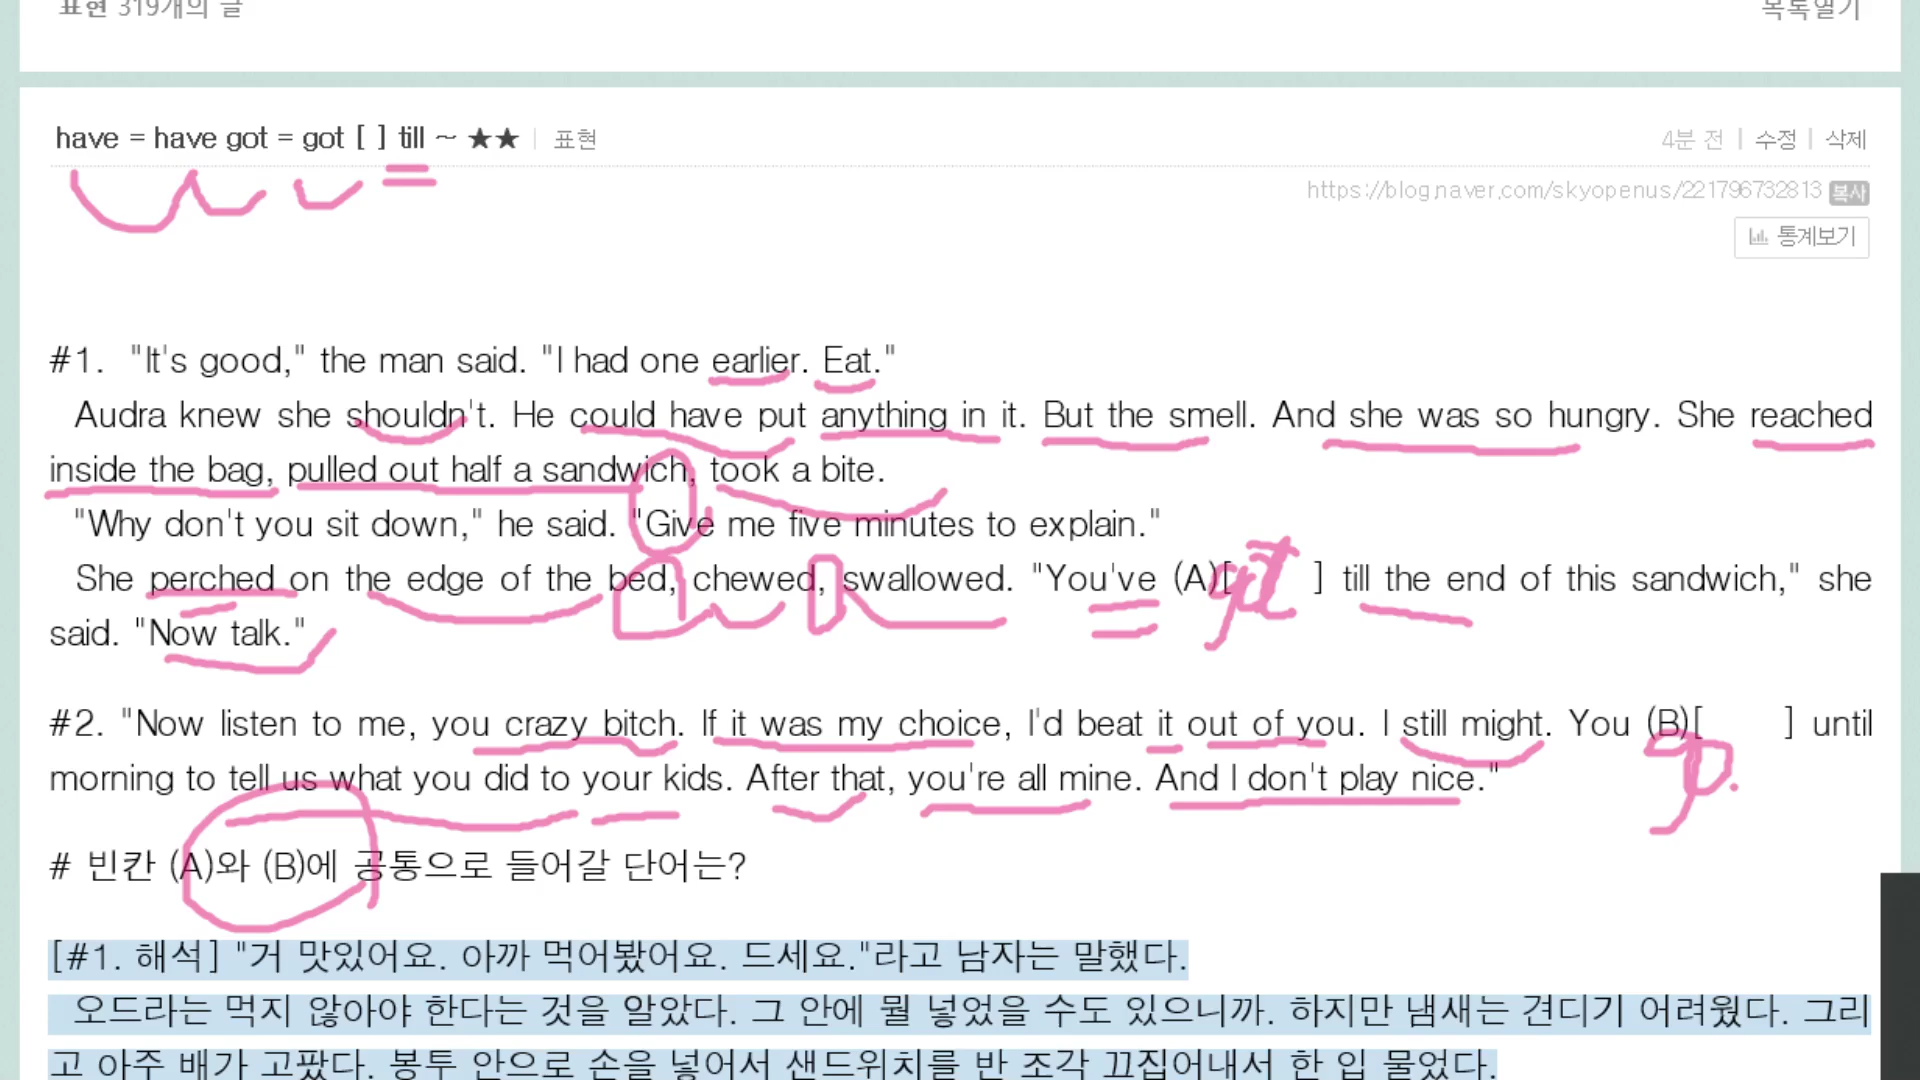 표현 319개의 글
목록열기
have = have got = got [ ] till ~ ★★ | 표현
4분 전 | 수정 | 삭제
https://blog.naver.com/skyopenus/221796732813 복사
통계보기
#1. "It's good," the man said. "I had one earlier. Eat."
Audra knew she shouldn't. He could have put anything in it. But the smell. And she was so hungry. She reached
inside the bag, pulled out half a sandwich, took a bite.
"Why don't you sit down," he said. "Give me five minutes to explain."
She perched on the edge of the bed, chewed, swallowed. "You've (A)[ got ] till the end of this sandwich," she
said. "Now talk."
#2. "Now listen to me, you crazy bitch. If it was my choice, I'd beat it out of you. I still might. You (B)[ ] until
morning to tell us what you did to your kids. After that, you're all mine. And I don't play nice."
# 빈칸 (A)와 (B)에 공통으로 들어갈 단어는?
[#1. 해석] "거 맛있어요. 아까 먹어봤어요. 드세요."라고 남자는 말했다.
오드라는 먹지 않아야 한다는 것을 알았다. 그 안에 뭘 넣었을 수도 있으니까. 하지만 냄새는 견디기 어려웠다. 그리
고 아주 배가 고팠다. 봉투 안으로 손을 넣어서 샌드위치를 반 조각 끄집어내서 한 입 물었다.